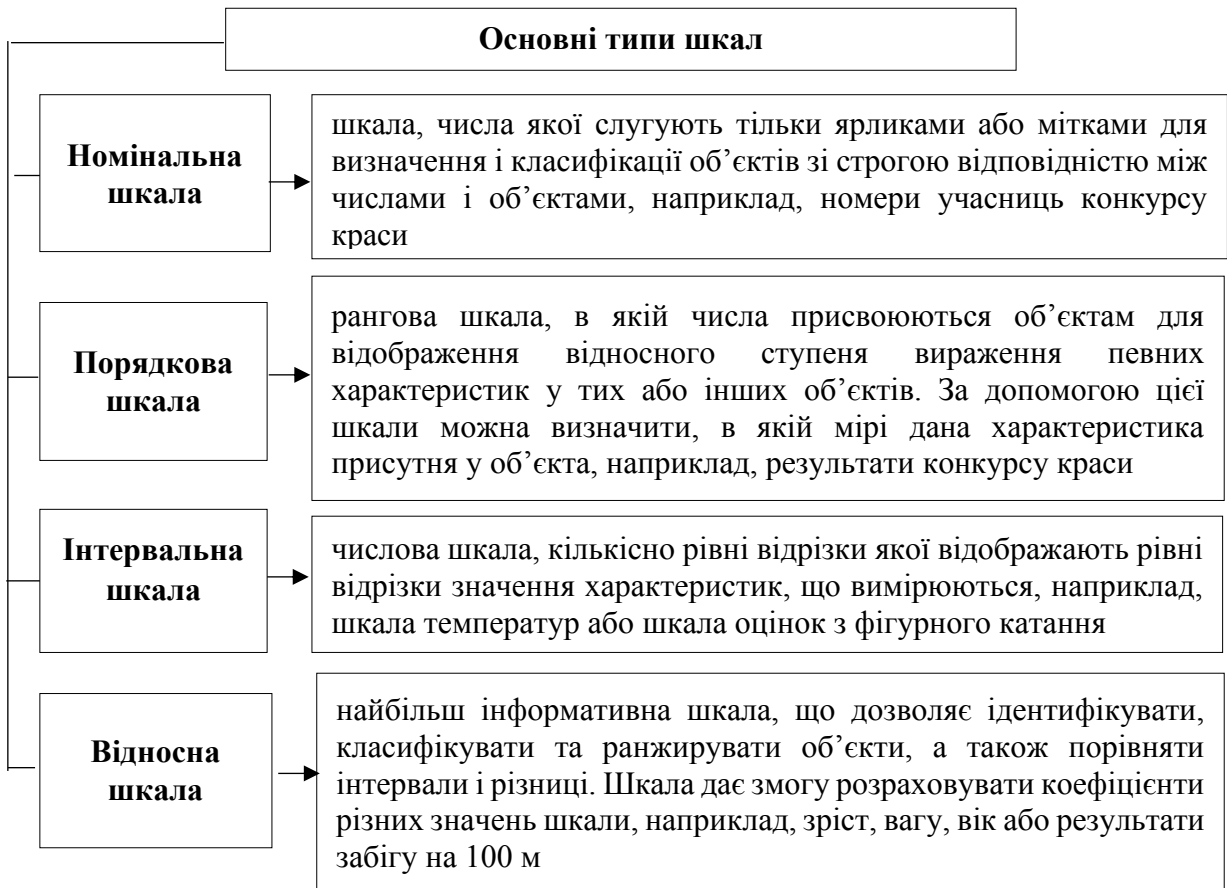 Основні типи шкал
Номінальна
шкала
шкала, числа якої слугують тільки ярликами або мітками для
визначення і класифікації об’єктів зі строгою відповідністю між
числами і об’єктами, наприклад, номери учасниць конкурсу
краси
Порядкова
шкала
рангова шкала, в якій числа присвоюються об’єктам для
відображення відносного ступеня вираження певних
характеристик у тих або інших об’єктів. За допомогою цієї
шкали можна визначити, в якій мірі дана характеристика
присутня у об’єкта, наприклад, результати конкурсу краси
Інтервальна
шкала
числова шкала, кількісно рівні відрізки якої відображають рівні
відрізки значення характеристик, що вимірюються, наприклад,
шкала температур або шкала оцінок з фігурного катання
Відносна
шкала
найбільш інформативна шкала, що дозволяє ідентифікувати,
класифікувати та ранжирувати об’єкти, а також порівняти
інтервали і різниці. Шкала дає змогу розраховувати коефіцієнти
різних значень шкали, наприклад, зріст, вагу, вік або результати
забігу на 100 м